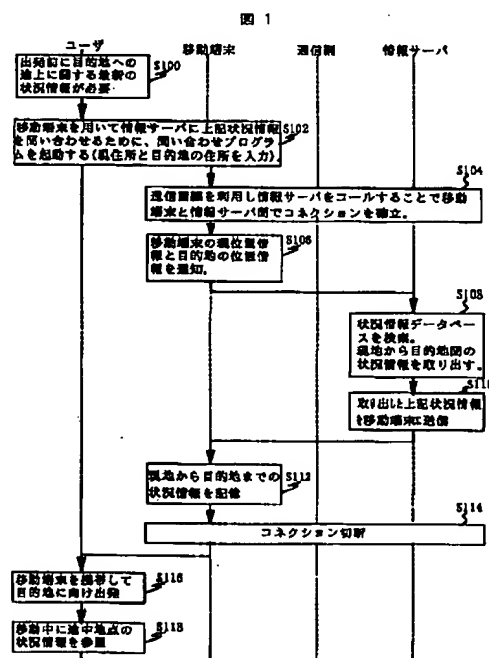 図 1
ユーザ
移動端末
通信網
情報サーバ
出発前に目的地への
途上に関する最新の
状況情報が必要
S100
移動端末を用いて情報サーバに上記状況情報
を問い合わせるために、問い合わせプログラ
ムを起動する(現住所と目的地の住所を入力)
S102
通信回線を利用し情報サーバをコールすることで移動
端末と情報サーバ間でコネクションを確立。
S104
移動端末の現位置情
報と目的地の位置情
報を通知。
S106
状況情報データベー
スを検索。
現地から目的地間の
状況情報を取り出す。
S108
取り出した上記状況情報
を移動端末に送信
S110
現地から目的地までの
状況情報を記憶
S112
コネクション切断
S114
移動端末を携帯して
目的地に向け出発
S116
移動中に途中地点の
状況情報を参照
S118